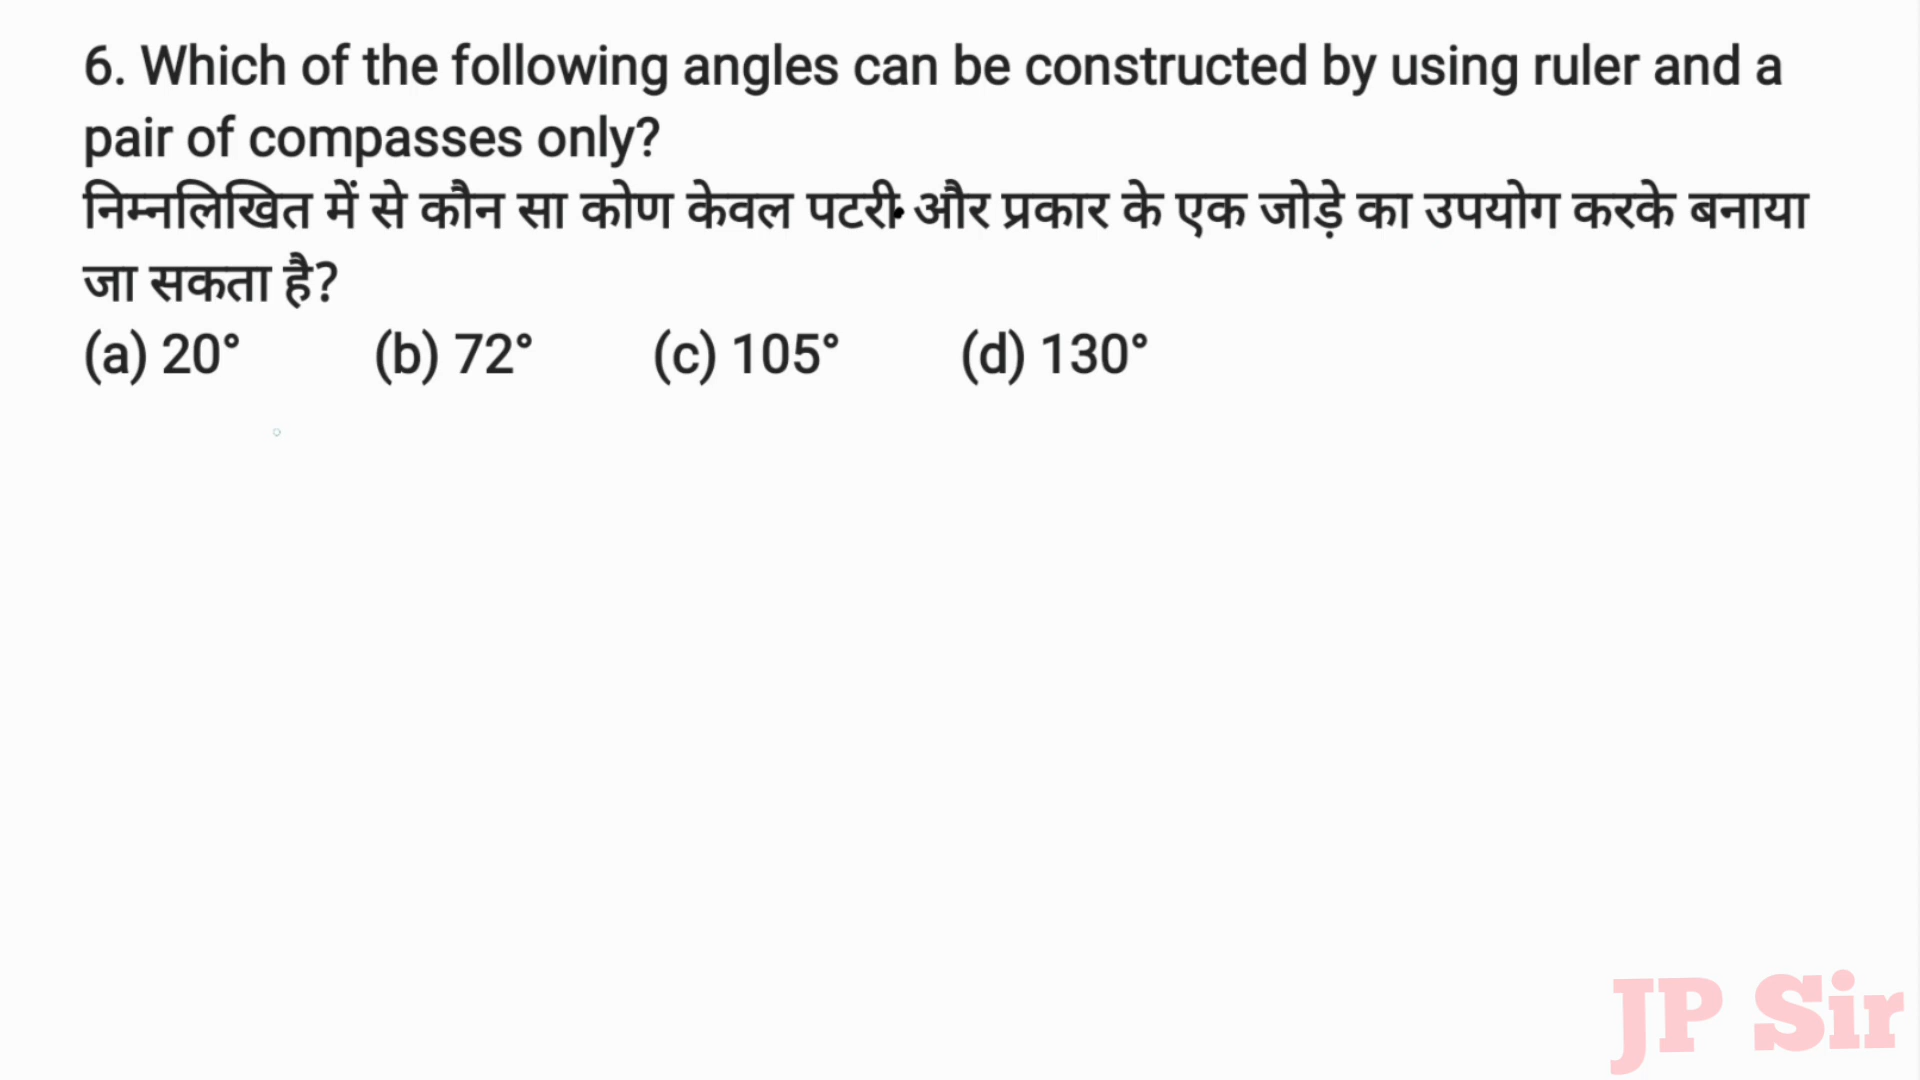 6. Which of the following angles can be constructed by using ruler and a
pair of compasses only?
निम्नलिखित में से कौन सा कोण केवल पटरी और प्रकार के एक जोड़े का उपयोग करके बनाया
जा सकता है?
(a) 20° (b) 72° (c) 105° (d) 130°
JP Sir